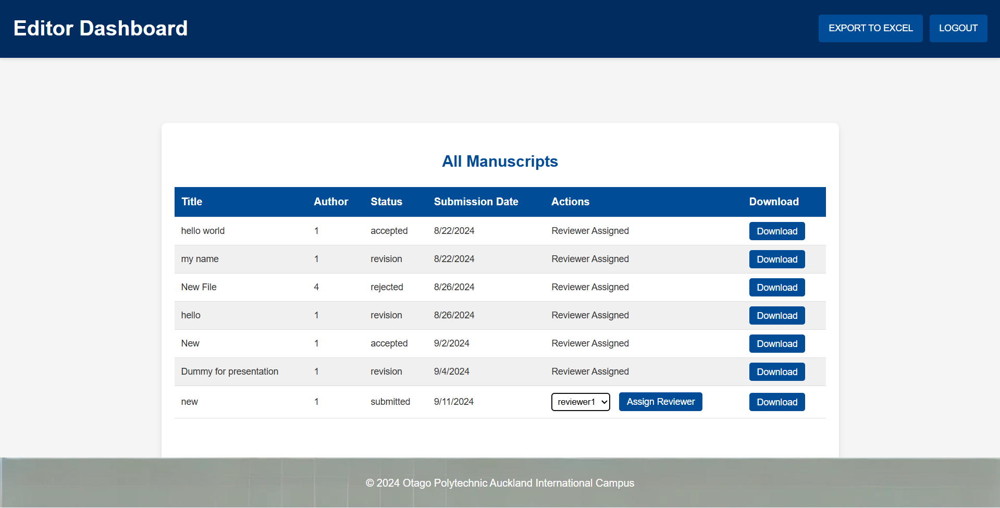 Editor Dashboard
EXPORT TO EXCEL LOGOUT
All Manuscripts
Title Author Status Submission Date Actions Download
hello world 1 accepted 8/22/2024 Reviewer Assigned Download
my name 1 revision 8/22/2024 Reviewer Assigned Download
New File 4 rejected 8/26/2024 Reviewer Assigned Download
hello 1 revision 8/26/2024 Reviewer Assigned Download
New 1 accepted 9/2/2024 Reviewer Assigned Download
Dummy for presentation 1 revision 9/4/2024 Reviewer Assigned Download
new 1 submitted 9/11/2024 reviewer1 Assign Reviewer Download
© 2024 Otago Polytechnic Auckland International Campus